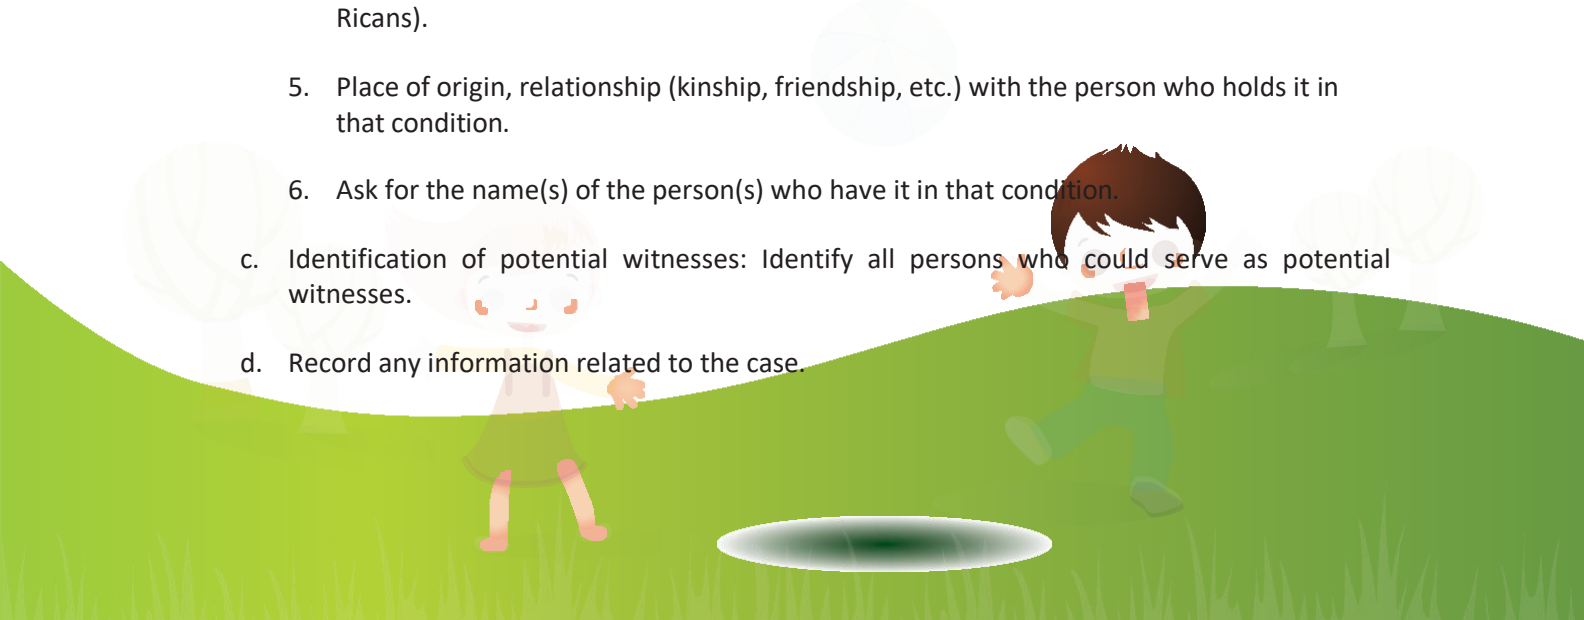 Ricans).
5. Place of origin, relationship (kinship, friendship, etc.) with the person who holds it in
that condition.
6. Ask for the name(s) of the person(s) who have it in that condition.
c. Identification of potential witnesses: Identify all persons who could serve as potential
witnesses.
d. Record any information related to the case.